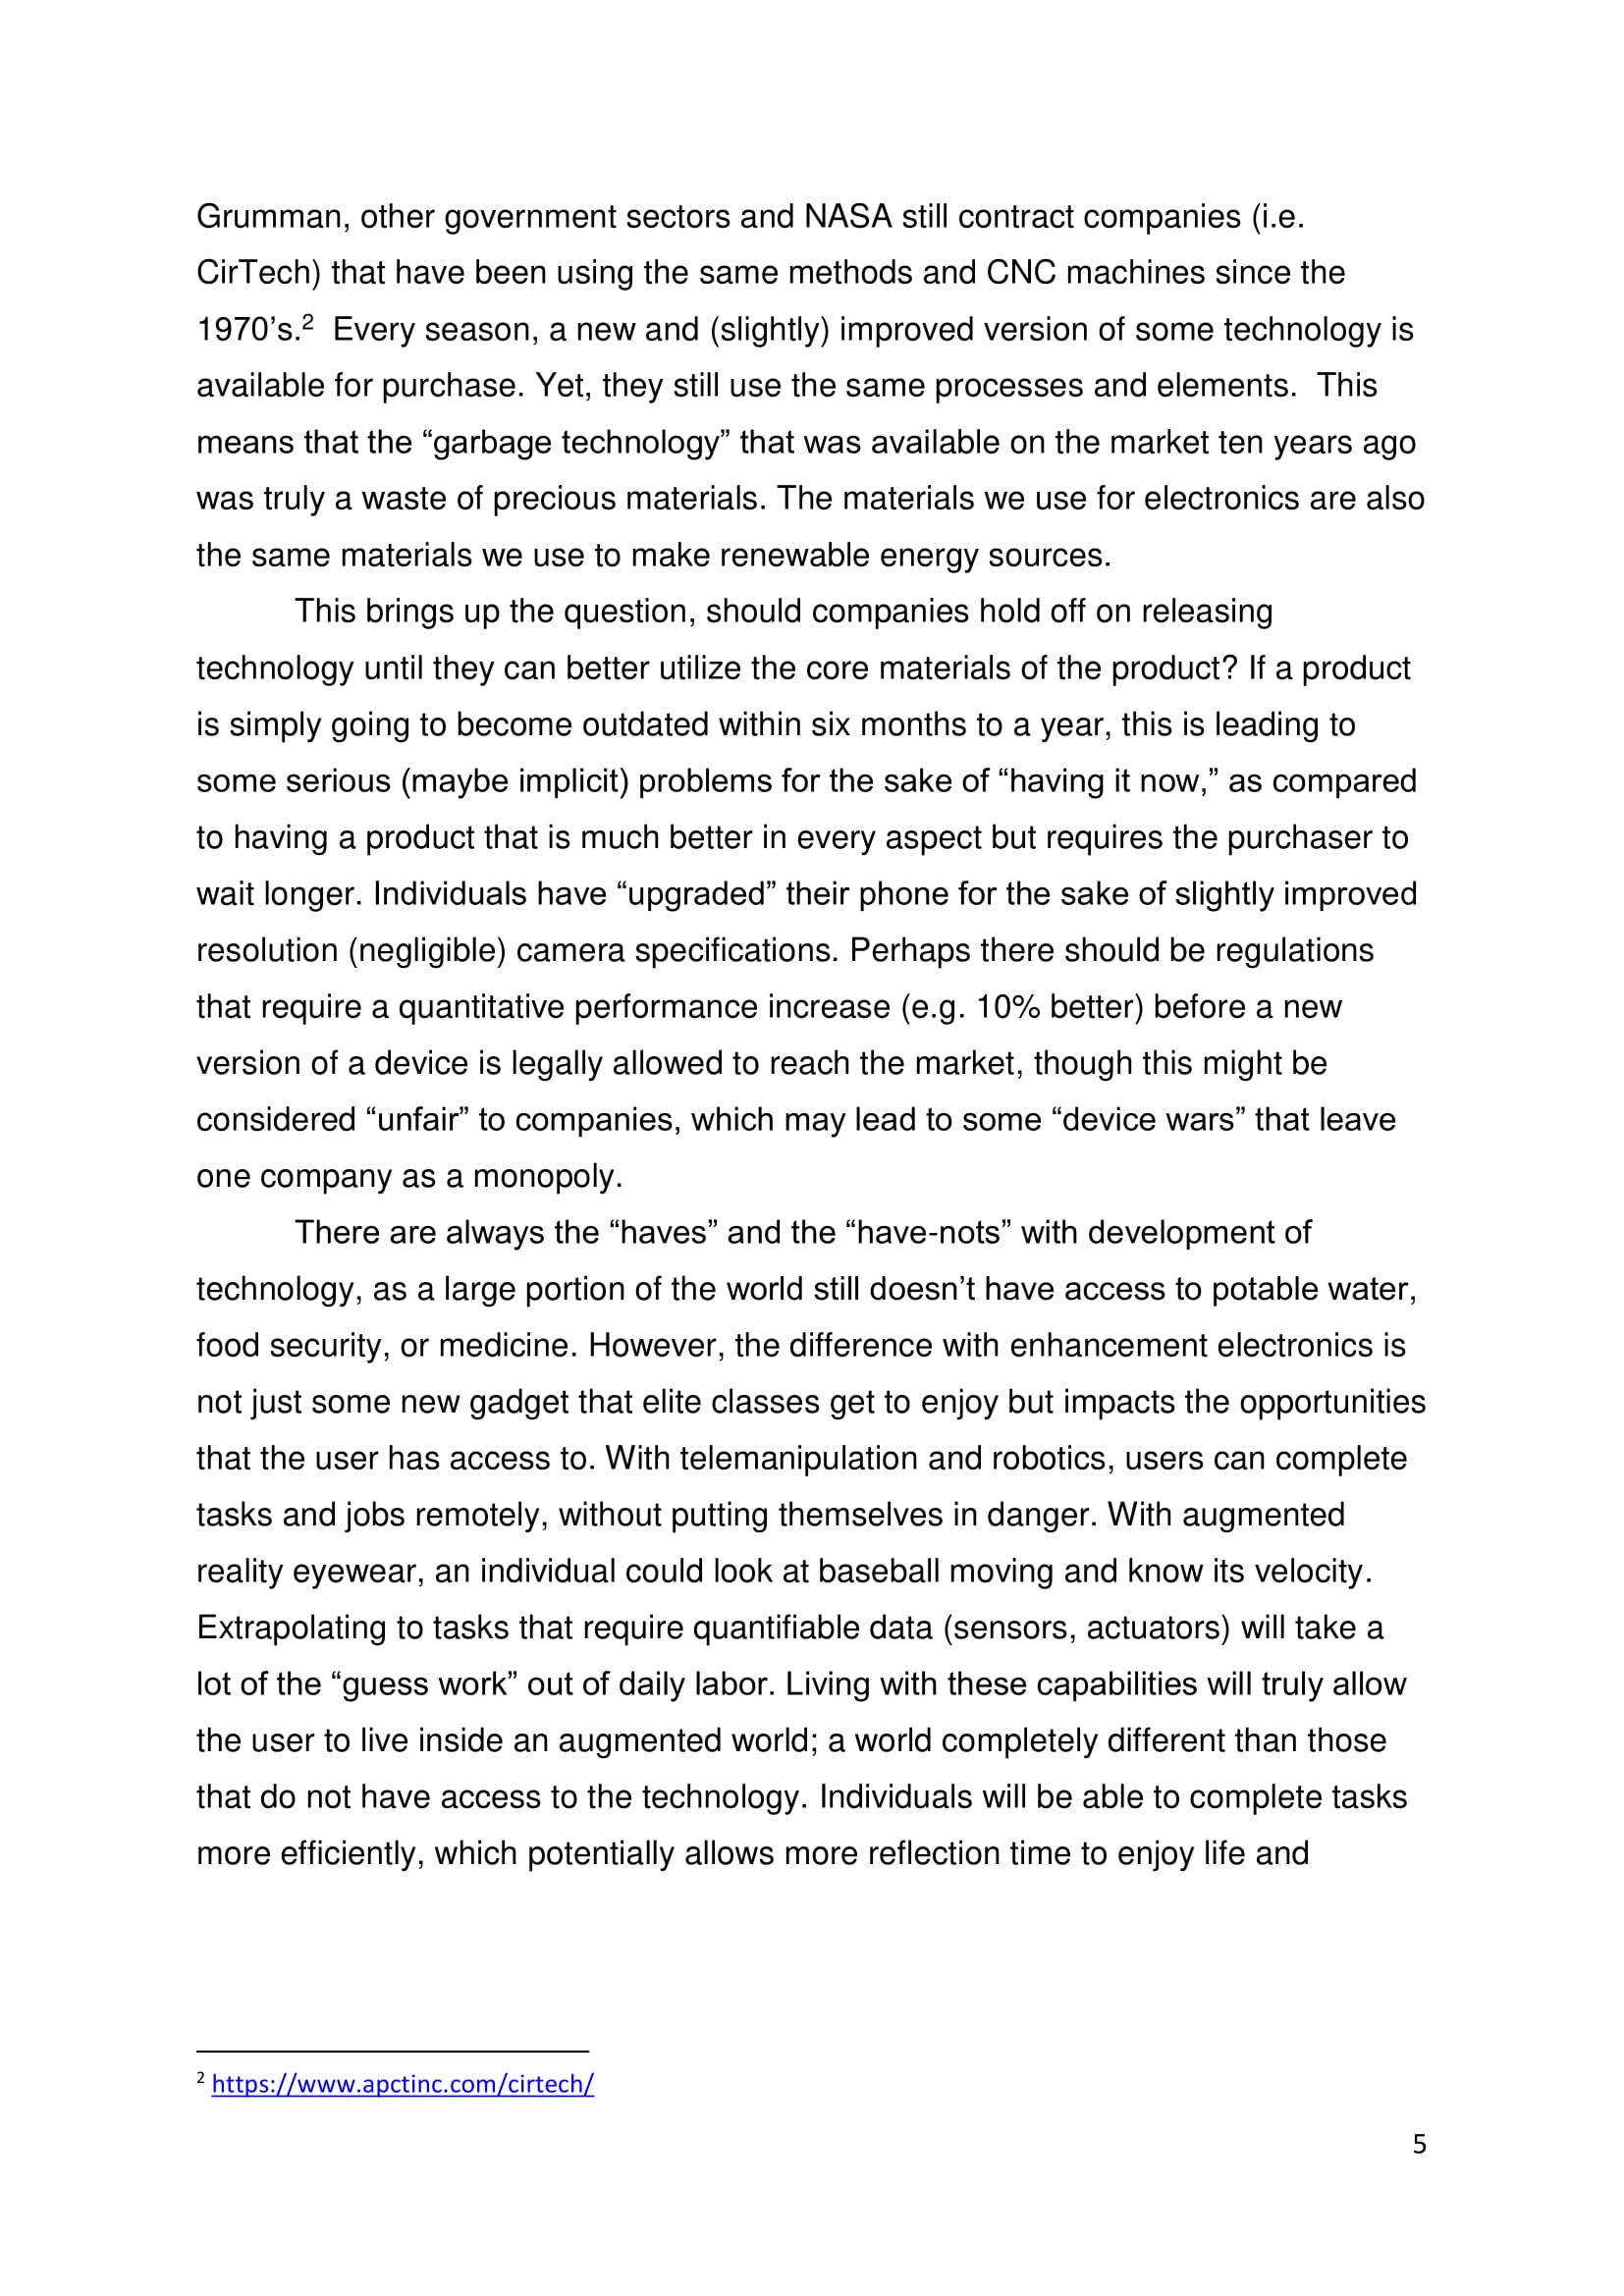 Grumman, other government sectors and NASA still contract companies (i.e.
CirTech) that have been using the same methods and CNC machines since the
1970’s.2  Every season, a new and (slightly) improved version of some technology is
available for purchase. Yet, they still use the same processes and elements.  This
means that the “garbage technology” that was available on the market ten years ago
was truly a waste of precious materials. The materials we use for electronics are also
the same materials we use to make renewable energy sources.
This brings up the question, should companies hold off on releasing
technology until they can better utilize the core materials of the product? If a product
is simply going to become outdated within six months to a year, this is leading to
some serious (maybe implicit) problems for the sake of “having it now,” as compared
to having a product that is much better in every aspect but requires the purchaser to
wait longer. Individuals have “upgraded” their phone for the sake of slightly improved
resolution (negligible) camera specifications. Perhaps there should be regulations
that require a quantitative performance increase (e.g. 10% better) before a new
version of a device is legally allowed to reach the market, though this might be
considered “unfair” to companies, which may lead to some “device wars” that leave
one company as a monopoly.
There are always the “haves” and the “have-nots” with development of
technology, as a large portion of the world still doesn’t have access to potable water,
food security, or medicine. However, the difference with enhancement electronics is
not just some new gadget that elite classes get to enjoy but impacts the opportunities
that the user has access to. With telemanipulation and robotics, users can complete
tasks and jobs remotely, without putting themselves in danger. With augmented
reality eyewear, an individual could look at baseball moving and know its velocity.
Extrapolating to tasks that require quantifiable data (sensors, actuators) will take a
lot of the “guess work” out of daily labor. Living with these capabilities will truly allow
the user to live inside an augmented world; a world completely different than those
that do not have access to the technology. Individuals will be able to complete tasks
more efficiently, which potentially allows more reflection time to enjoy life and
2 https://www.apctinc.com/cirtech/
5